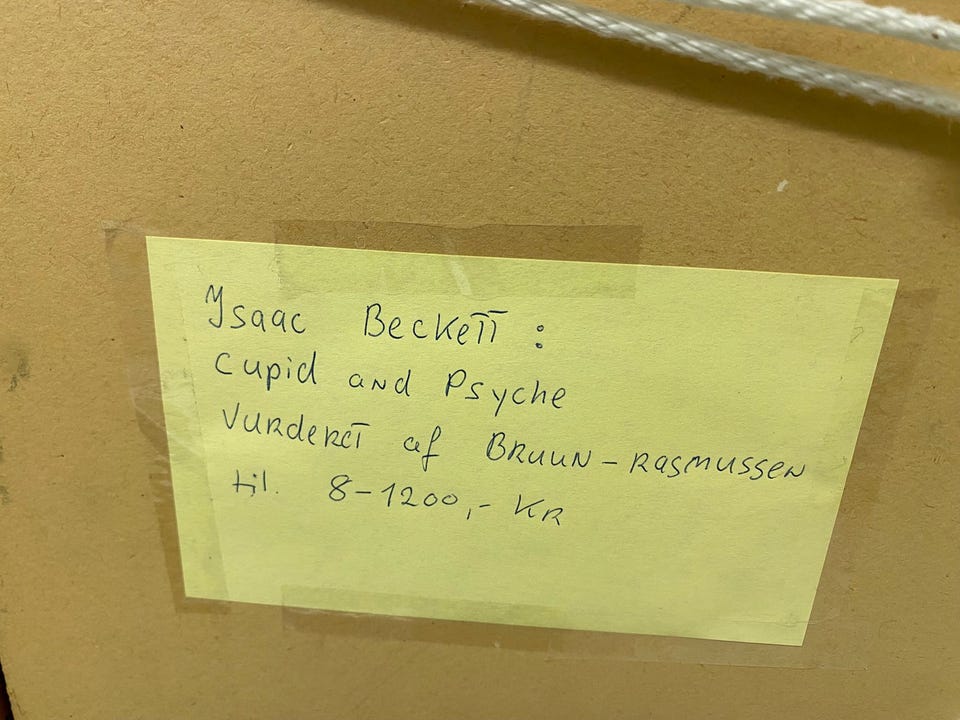 Isaac Beckett:
Cupid and Psyche
Vurderet af Bruun-Rasmussen
til. 8-1200,- Kr